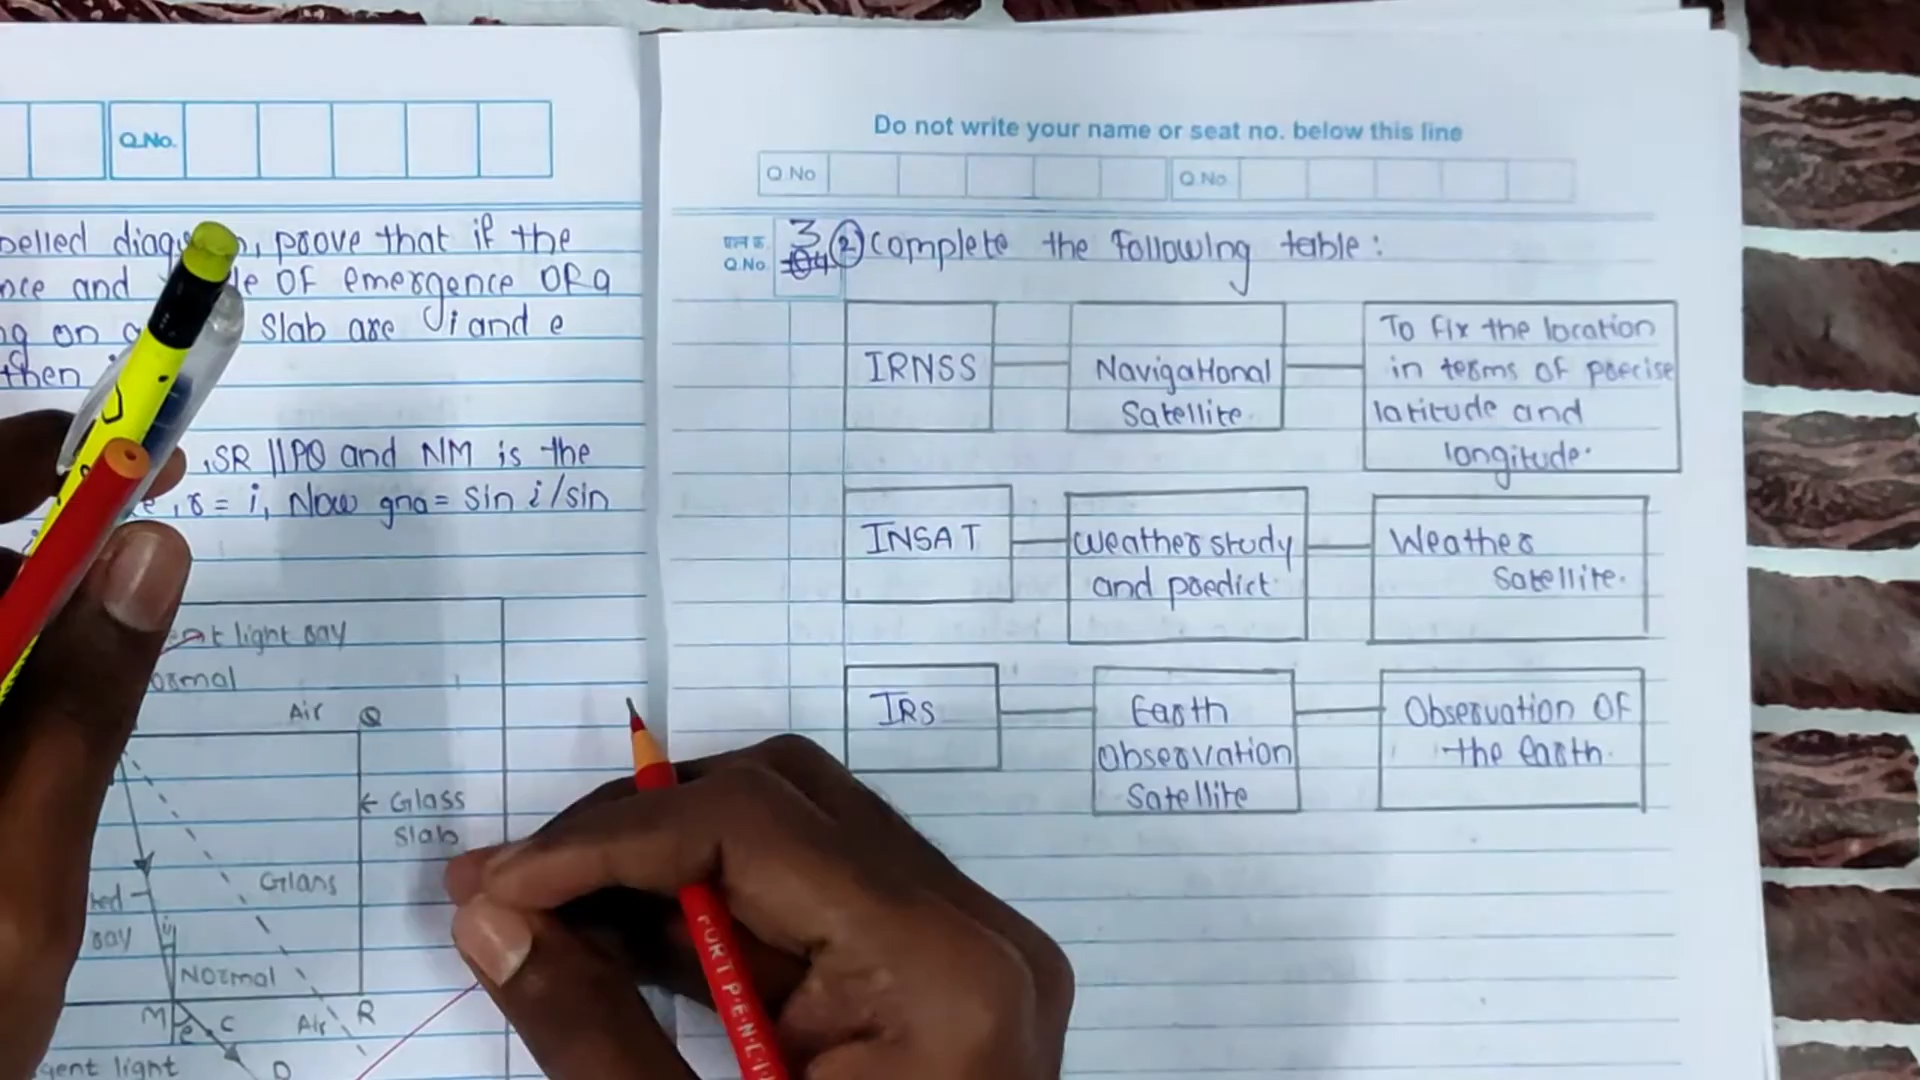 Q.No.
belled diag , prove that if the
nce and le of emergence of a
ng on a Slab are i and e
then
, SR || PQ and NM is the
e, r = i, Now gna = sin i / sin
nt light ray
ormal
Air Q
← Glass
Slab
Glass
ted
ray
i
Normal
M e C Air R
gent light D
Do not write your name or seat no. below this line
Q.No Q.No
प्रश्न क्र.
Q.No.
3 ② Complete the following table :
IRNSS
Navigational
Satellite.
To fix the location
in terms of precise
latitude and
longitude.
INSAT
weather study
and predict.
Weather
Satellite.
IRS
Earth
Observation
Satellite
Observation of
the Earth.